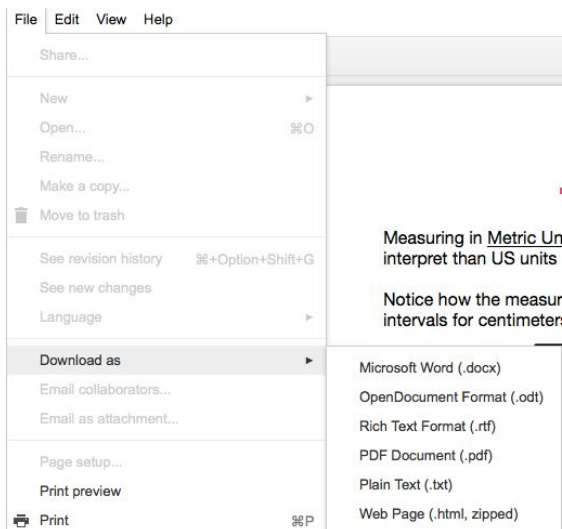 File Edit View Help
Share...
New
Open... ⌘O
Rename...
Make a copy...
Move to trash
See revision history ⌘+Option+Shift+G
See new changes
Language
Download as
Email collaborators...
Email as attachment...
Page setup...
Print preview
Print ⌘P
Measuring in Metric
interpret than US units
Notice how the
intervals for
Microsoft Word (.docx)
OpenDocument Format (.odt)
Rich Text Format (.rtf)
PDF Document (.pdf)
Plain Text (.txt)
Web Page (.html, zipped)